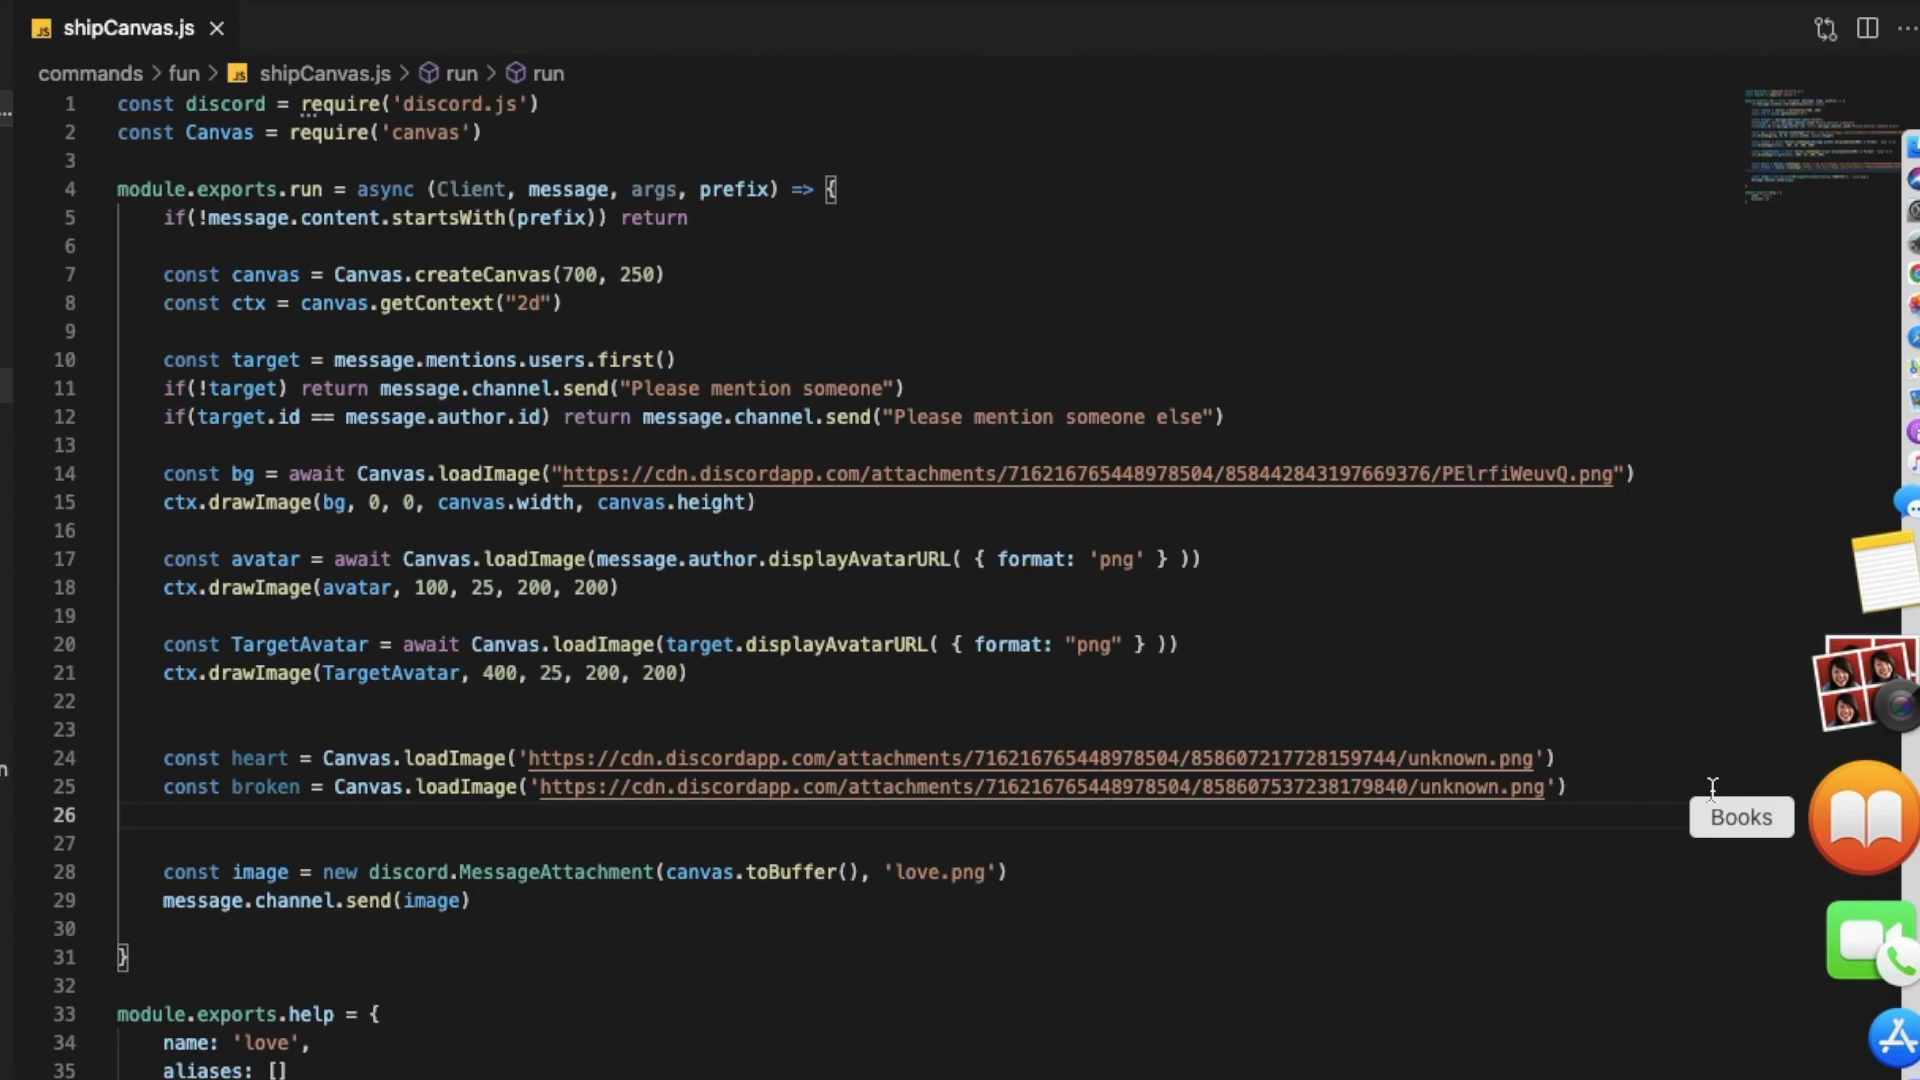 shipCanvas.js
commands > fun > shipCanvas.js > run > run
1 const discord = require('discord.js')
2 const Canvas = require('canvas')
3
4 module.exports.run = async (Client, message, args, prefix) => {
5 if(!message.content.startsWith(prefix)) return
6
7 const canvas = Canvas.createCanvas(700, 250)
8 const ctx = canvas.getContext("2d")
9
10 const target = message.mentions.users.first()
11 if(!target) return message.channel.send("Please mention someone")
12 if(target.id == message.author.id) return message.channel.send("Please mention someone else")
13
14 const bg = await Canvas.loadImage("https://cdn.discordapp.com/attachments/716216765448978504/858442843197669376/PElrfiWeuvQ.png")
15 ctx.drawImage(bg, 0, 0, canvas.width, canvas.height)
16
17 const avatar = await Canvas.loadImage(message.author.displayAvatarURL( { format: 'png' } ))
18 ctx.drawImage(avatar, 100, 25, 200, 200)
19
20 const TargetAvatar = await Canvas.loadImage(target.displayAvatarURL( { format: "png" } ))
21 ctx.drawImage(TargetAvatar, 400, 25, 200, 200)
22
23
24 const heart = Canvas.loadImage('https://cdn.discordapp.com/attachments/716216765448978504/858607217728159744/unknown.png')
25 const broken = Canvas.loadImage('https://cdn.discordapp.com/attachments/716216765448978504/858607537238179840/unknown.png')
26
Books
27
28 const image = new discord.MessageAttachment(canvas.toBuffer(), 'love.png')
29 message.channel.send(image)
30
31 }
32
33 module.exports.help = {
34 name: 'love',
35 aliases: []